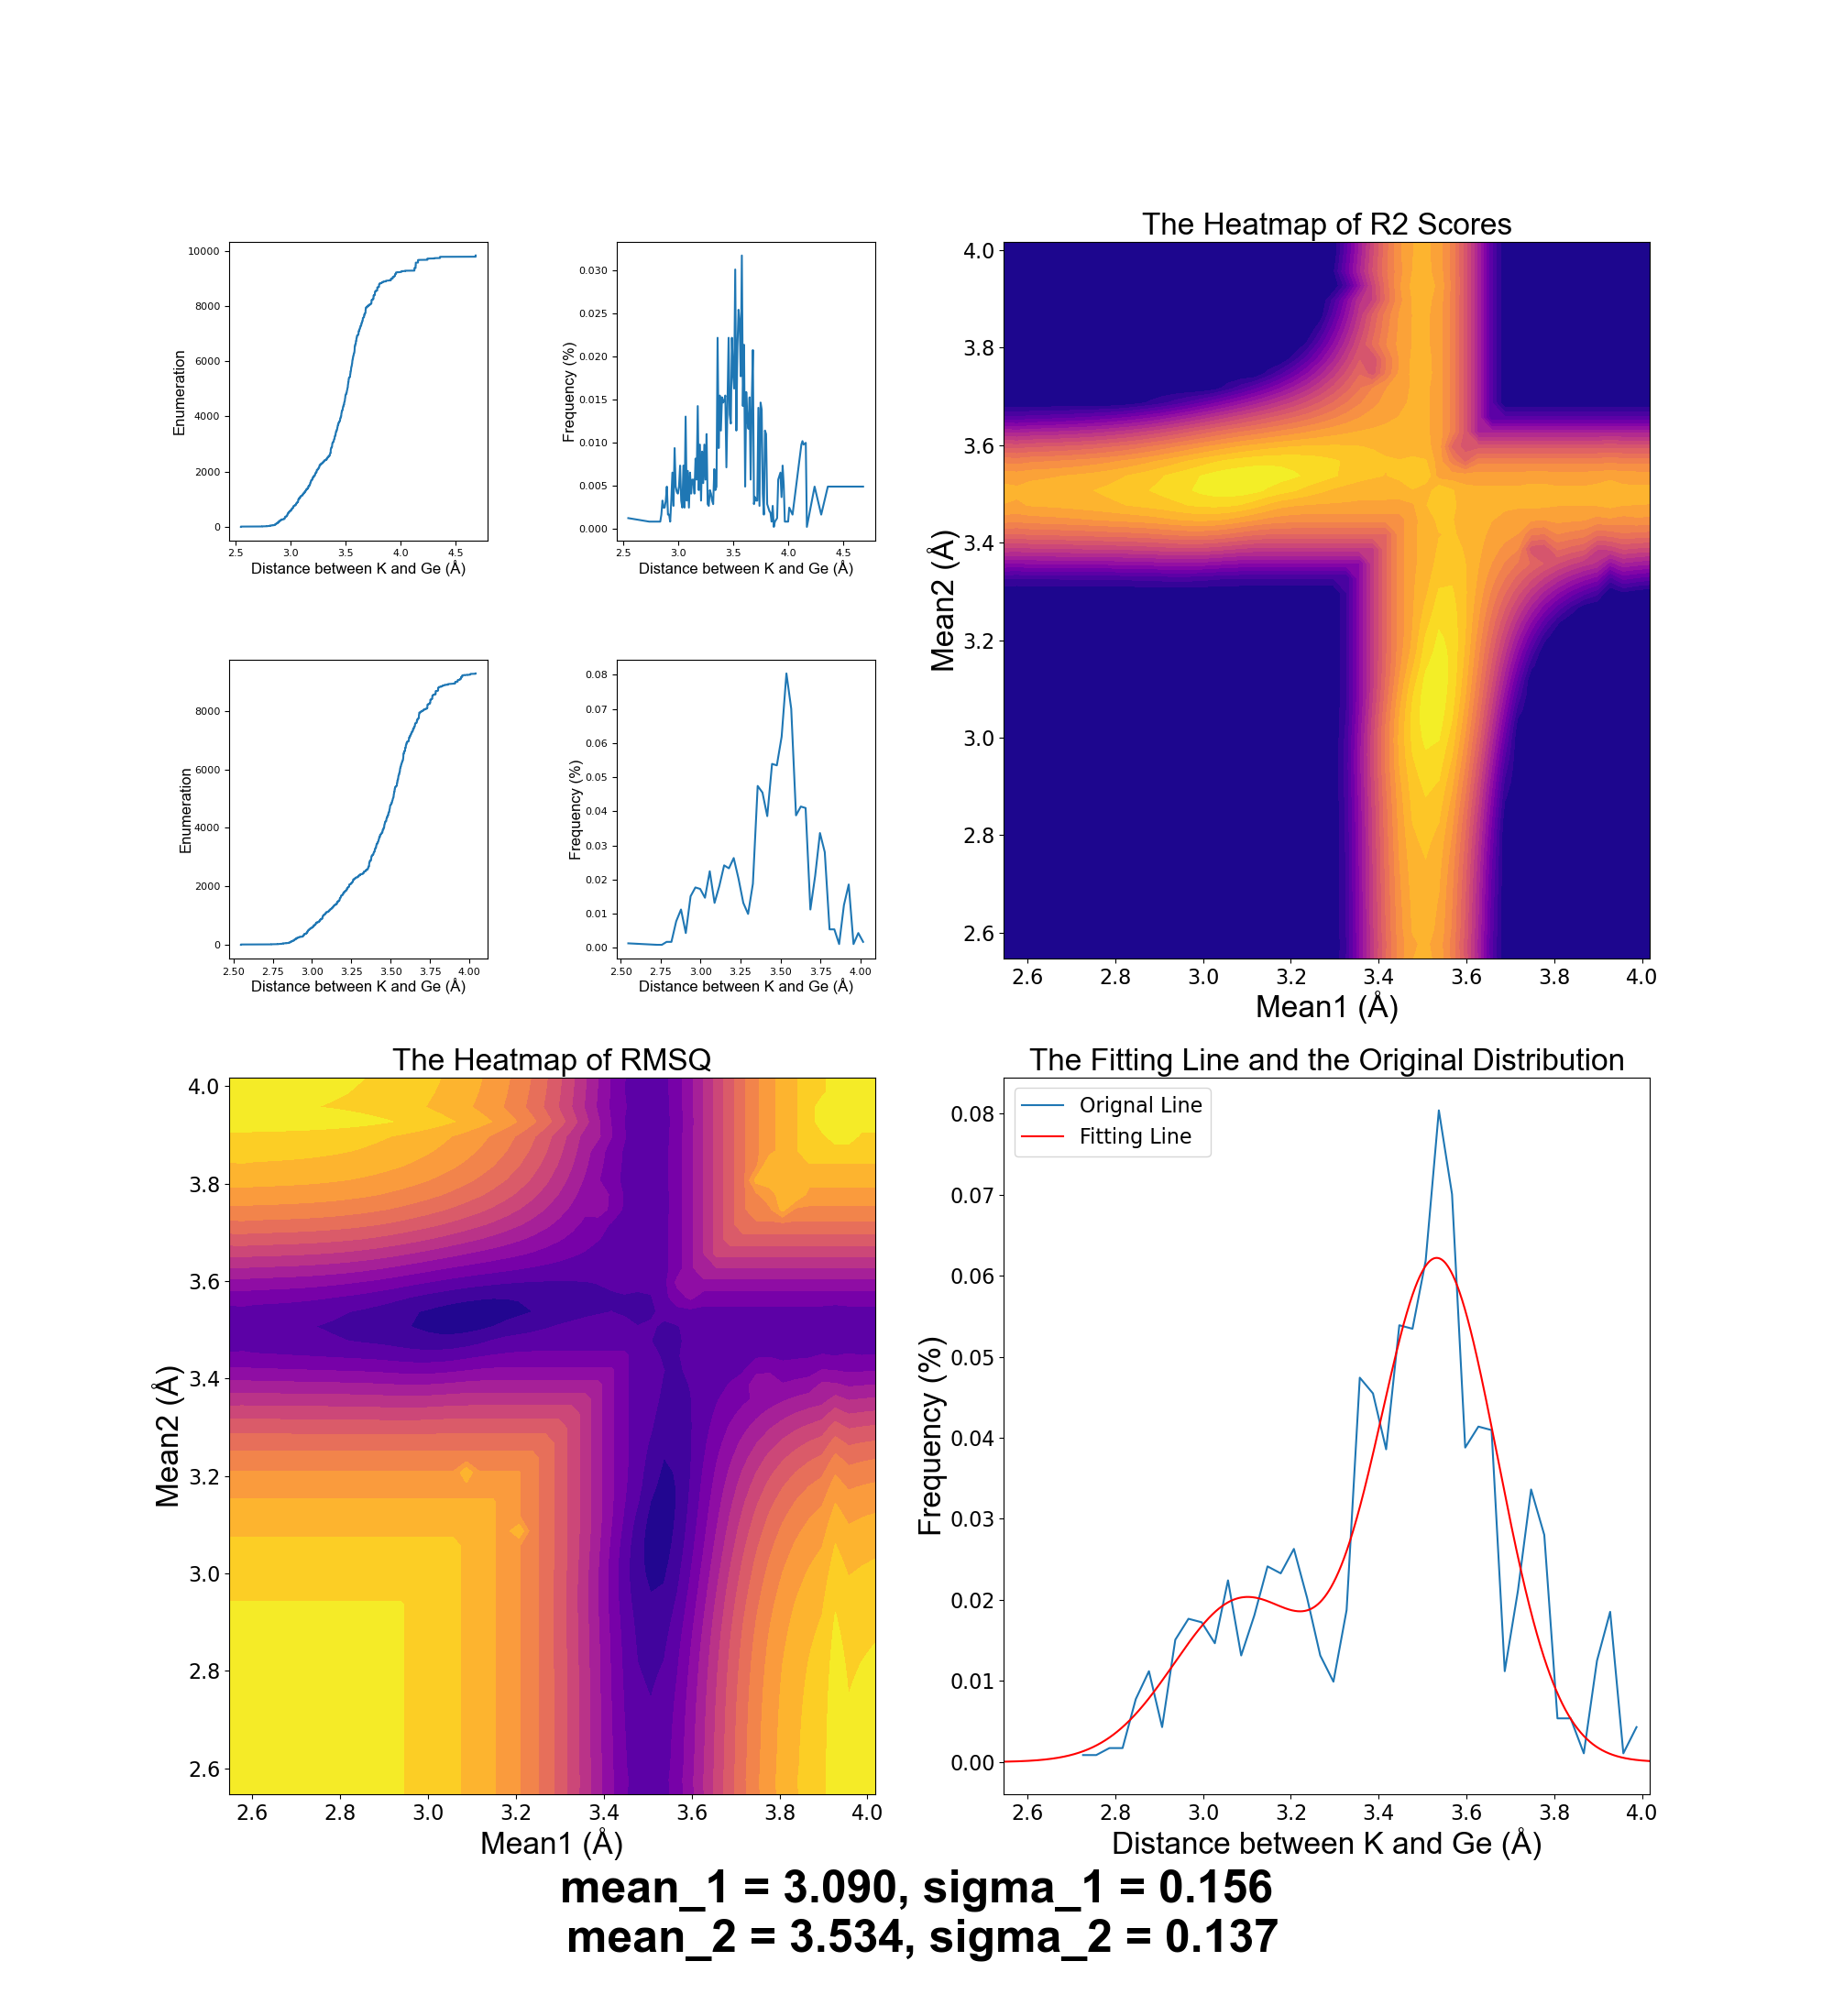 The Heatmap of R2 Scores
10000
8000
6000
4000
2000
0
Enumeration
2.5 3.0 3.5 4.0 4.5
Distance between K and Ge (Å)
0.030
0.025
0.020
0.015
0.010
0.005
0.000
Frequency (%)
2.5 3.0 3.5 4.0 4.5
Distance between K and Ge (Å)
8000
6000
4000
2000
0
Enumeration
2.50 2.75 3.00 3.25 3.50 3.75 4.00
Distance between K and Ge (Å)
0.08
0.07
0.06
0.05
0.04
0.03
0.02
0.01
0.00
Frequency (%)
2.50 2.75 3.00 3.25 3.50 3.75 4.00
Distance between K and Ge (Å)
4.0
3.8
3.6
3.4
3.2
3.0
2.8
2.6
Mean2 (Å)
2.6 2.8 3.0 3.2 3.4 3.6 3.8 4.0
Mean1 (Å)
The Heatmap of RMSQ
4.0
3.8
3.6
3.4
3.2
3.0
2.8
2.6
Mean2 (Å)
2.6 2.8 3.0 3.2 3.4 3.6 3.8 4.0
Mean1 (Å)
The Fitting Line and the Original Distribution
Orignal Line
Fitting Line
0.08
0.07
0.06
0.05
0.04
0.03
0.02
0.01
0.00
Frequency (%)
2.6 2.8 3.0 3.2 3.4 3.6 3.8 4.0
Distance between K and Ge (Å)
mean_1 = 3.090, sigma_1 = 0.156
mean_2 = 3.534, sigma_2 = 0.137